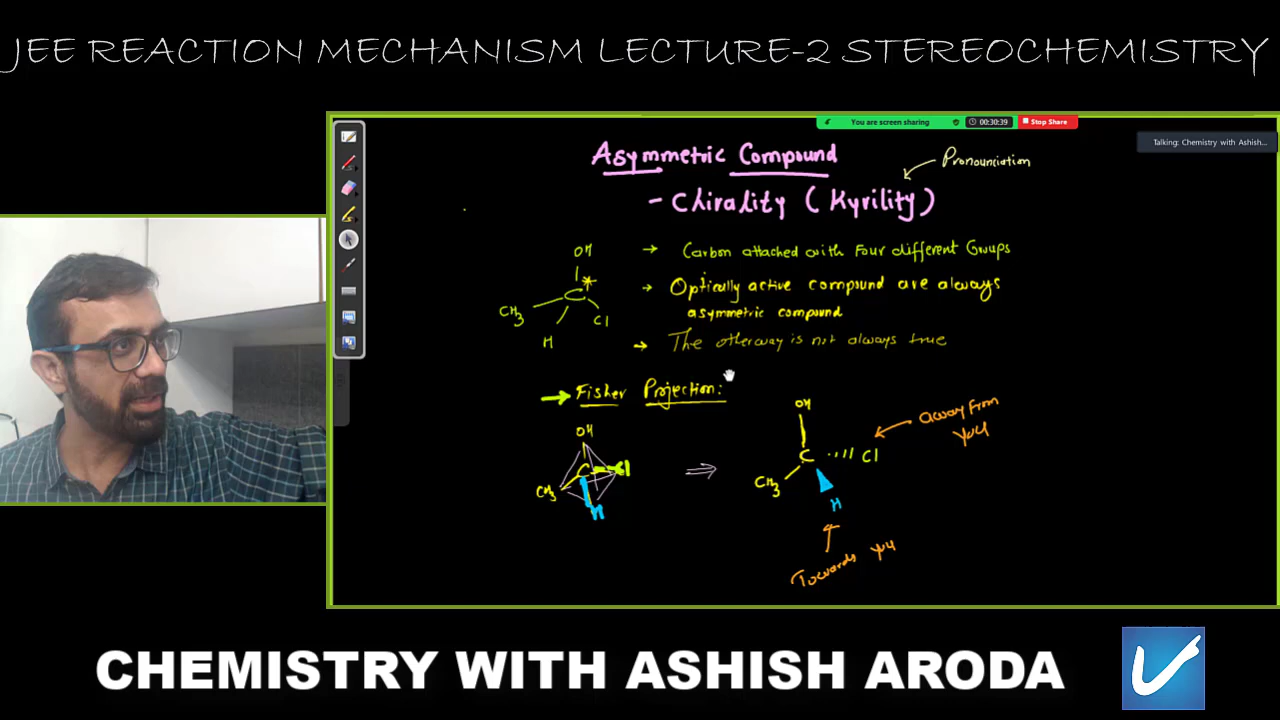 JEE REACTION MECHANISM LECTURE-2 STEREOCHEMISTRY
You are screen sharing
00:30:39
Stop Share
Talking: Chemistry with Ashish...
Asymmetric Compound
Pronounciation
- Chirality (Kyrility)
OH
C*
CH3
H
Cl
→ Carbon attached with Four different Groups
→ Optically active compound are always
asymmetric compound
→ The otherway is not always true
→ Fisher Projection:
OH
C
Cl
CH3
H
⇒
OH
C
Cl
CH3
H
away from
you
Towards you
CHEMISTRY WITH ASHISH ARODA